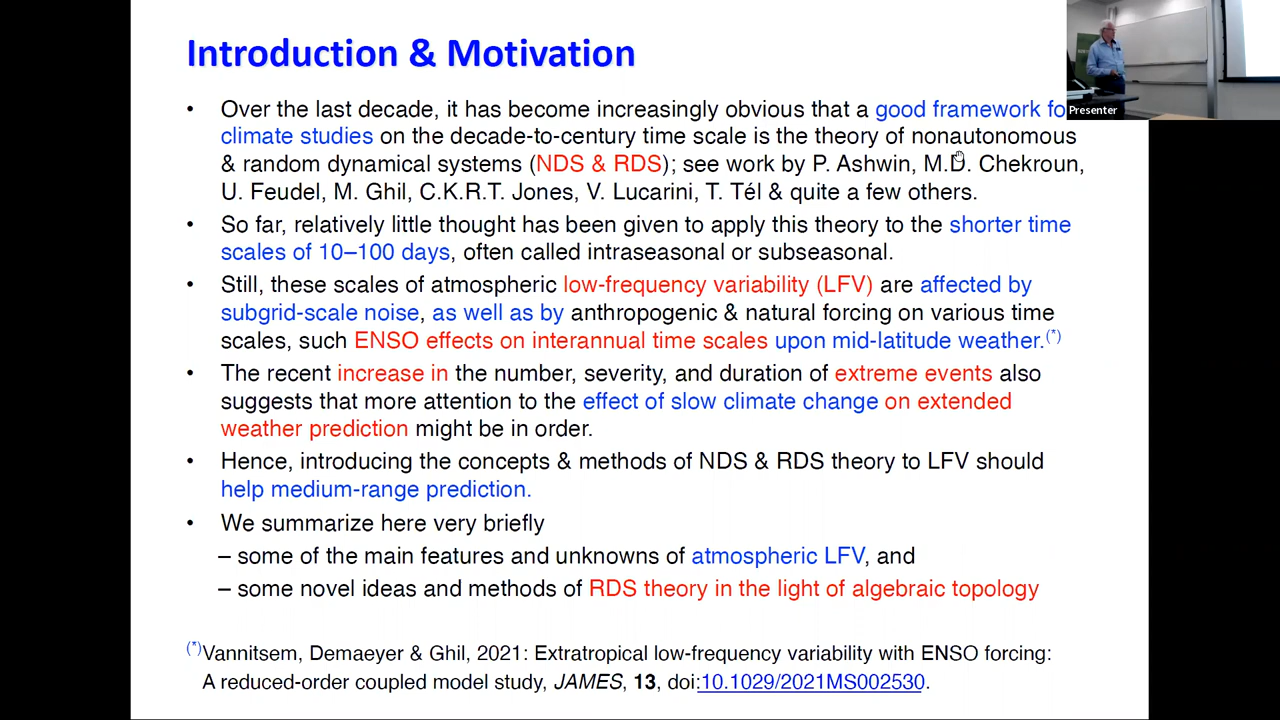 Introduction & Motivation
Presenter
• Over the last decade, it has become increasingly obvious that a good framework fo
climate studies on the decade-to-century time scale is the theory of nonautonomous
& random dynamical systems (NDS & RDS); see work by P. Ashwin, M.D. Chekroun,
U. Feudel, M. Ghil, C.K.R.T. Jones, V. Lucarini, T. Tél & quite a few others.
• So far, relatively little thought has been given to apply this theory to the shorter time
scales of 10–100 days, often called intraseasonal or subseasonal.
• Still, these scales of atmospheric low-frequency variability (LFV) are affected by
subgrid-scale noise, as well as by anthropogenic & natural forcing on various time
scales, such ENSO effects on interannual time scales upon mid-latitude weather.(*)
• The recent increase in the number, severity, and duration of extreme events also
suggests that more attention to the effect of slow climate change on extended
weather prediction might be in order.
• Hence, introducing the concepts & methods of NDS & RDS theory to LFV should
help medium-range prediction.
• We summarize here very briefly
– some of the main features and unknowns of atmospheric LFV, and
– some novel ideas and methods of RDS theory in the light of algebraic topology
(*)Vannitsem, Demaeyer & Ghil, 2021: Extratropical low-frequency variability with ENSO forcing:
A reduced-order coupled model study, JAMES, 13, doi:10.1029/2021MS002530.